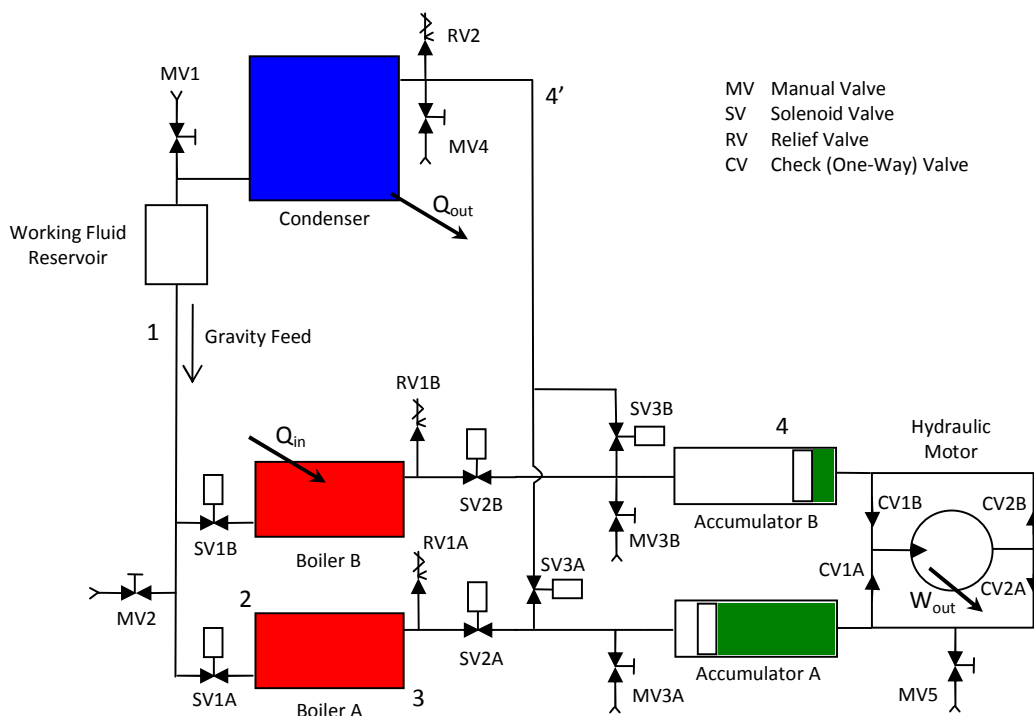 RV2
MV1
4’
MV Manual Valve
SV Solenoid Valve
RV Relief Valve
CV Check (One-Way) Valve
MV4
Qout
Condenser
Working Fluid
Reservoir
1
Gravity Feed
RV1B
SV3B
4
Hydraulic
Motor
Qin
SV2B
CV1B
CV2B
Accumulator B
SV1B
Boiler B
RV1A
MV3B
SV3A
CV1A
CV2A
Wout
MV2
2
SV2A
Accumulator A
SV1A
Boiler A
3
MV3A
MV5